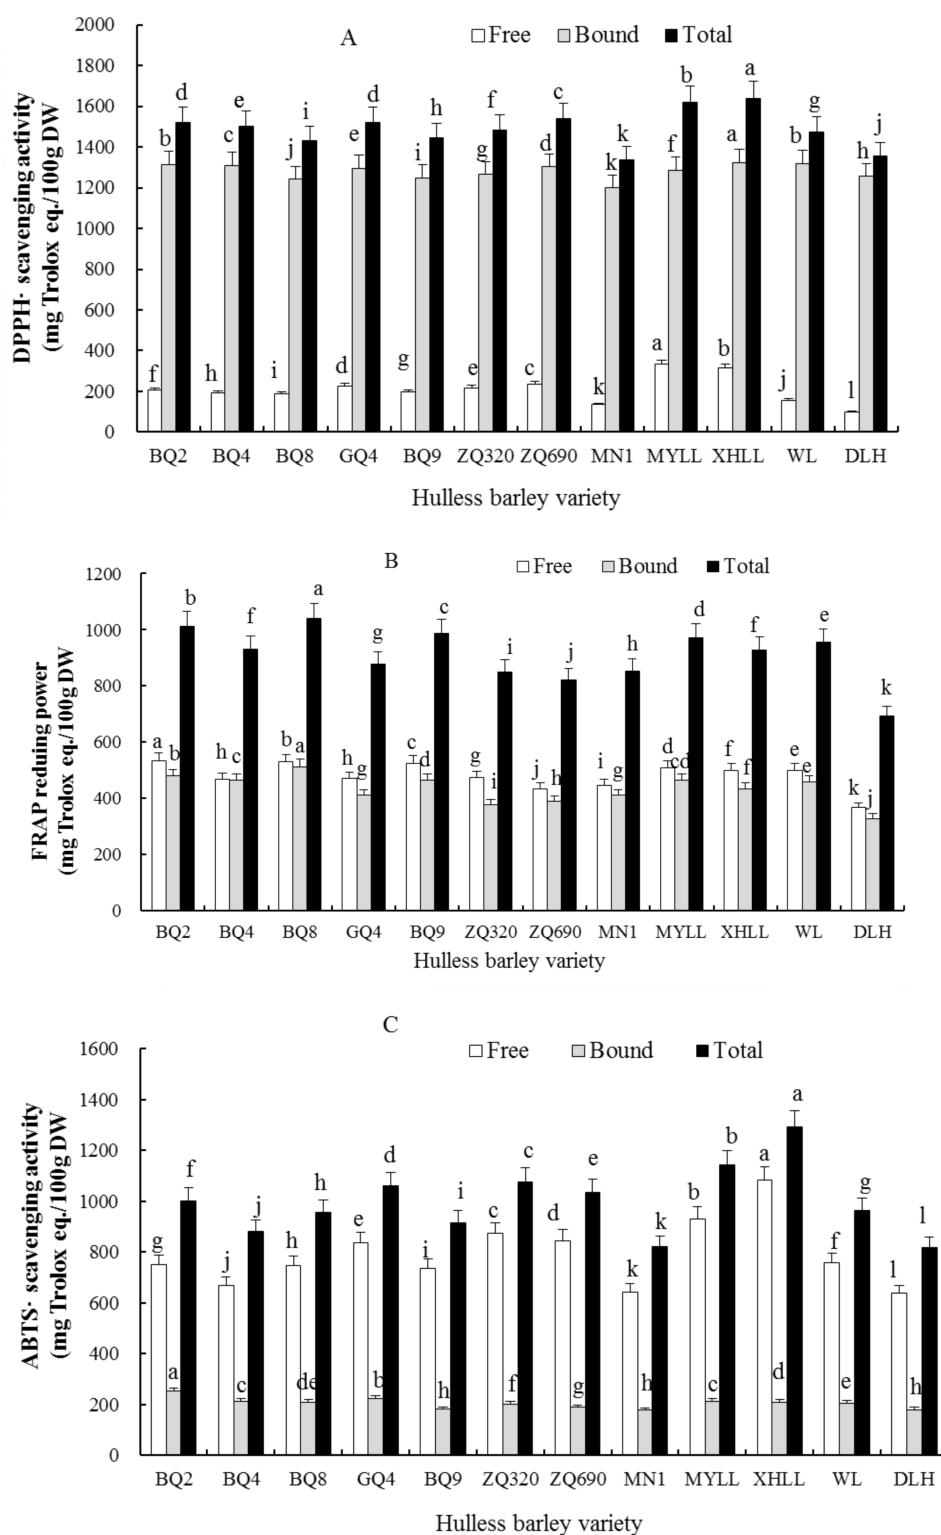 A
Free Bound Total
2000
1800
1600
1400
1200
1000
800
600
400
200
0
DPPH· scavenging activity
(mg Trolox eq./100g DW
f b d
h c e
i j i
d e d
g i h
e g f
c d c
k k k
a f b
b a a
j b g
l h j
BQ2 BQ4 BQ8 GQ4 BQ9 ZQ320 ZQ690 MN1 MYLL XHLL WL DLH
Hulless barley variety
B
Free Bound Total
1200
1000
800
600
400
200
0
FRAP reduing power
(mg Trolox eq./100g DW
a b b
h c f
b a a
h g g
c d c
g i i
j h j
i g h
d cd d
f f f
e e e
k j k
BQ2 BQ4 BQ8 GQ4 BQ9 ZQ320 ZQ690 MN1 MYLL XHLL WL DLH
Hulless barley variety
C
Free Bound Total
1600
1400
1200
1000
800
600
400
200
0
ABTS· scavenging activity
(mg Trolox eq./100g DW
g a f
j c j
h de h
e b d
i h i
c f c
d g e
k h k
b c b
a d a
f e g
l h l
BQ2 BQ4 BQ8 GQ4 BQ9 ZQ320 ZQ690 MN1 MYLL XHLL WL DLH
Hulless barley variety